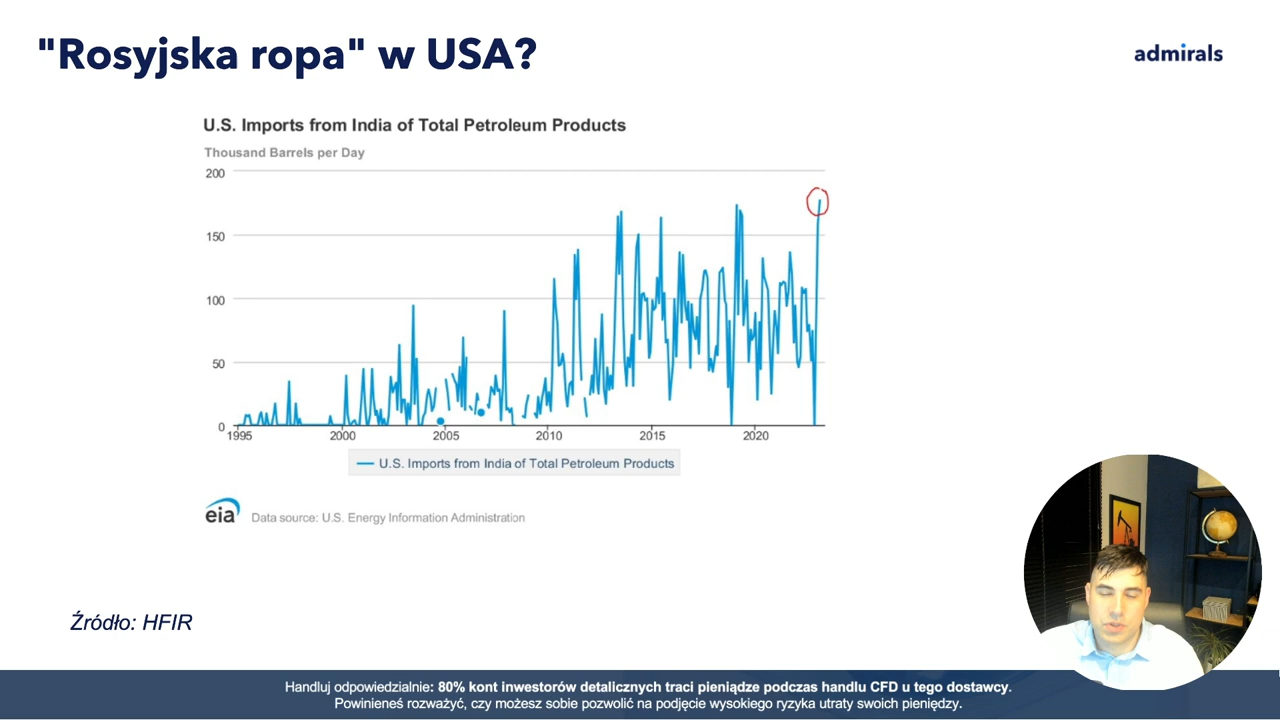 "Rosyjska ropa" w USA?
admirals
U.S. Imports from India of Total Petroleum Products
Thousand Barrels per Day
200
150
100
50
0
1995 2000 2005 2010 2015 2020
U.S. Imports from India of Total Petroleum Products
eia Data source: U.S. Energy Information Administration
Źródło: HFIR
Handluj odpowiedzialnie: 80% kont inwestorów detalicznych traci pieniądze podczas handlu CFD u tego dostawcy.
Powinieneś rozważyć, czy możesz sobie pozwolić na podjęcie wysokiego ryzyka utraty swoich pieniędzy.